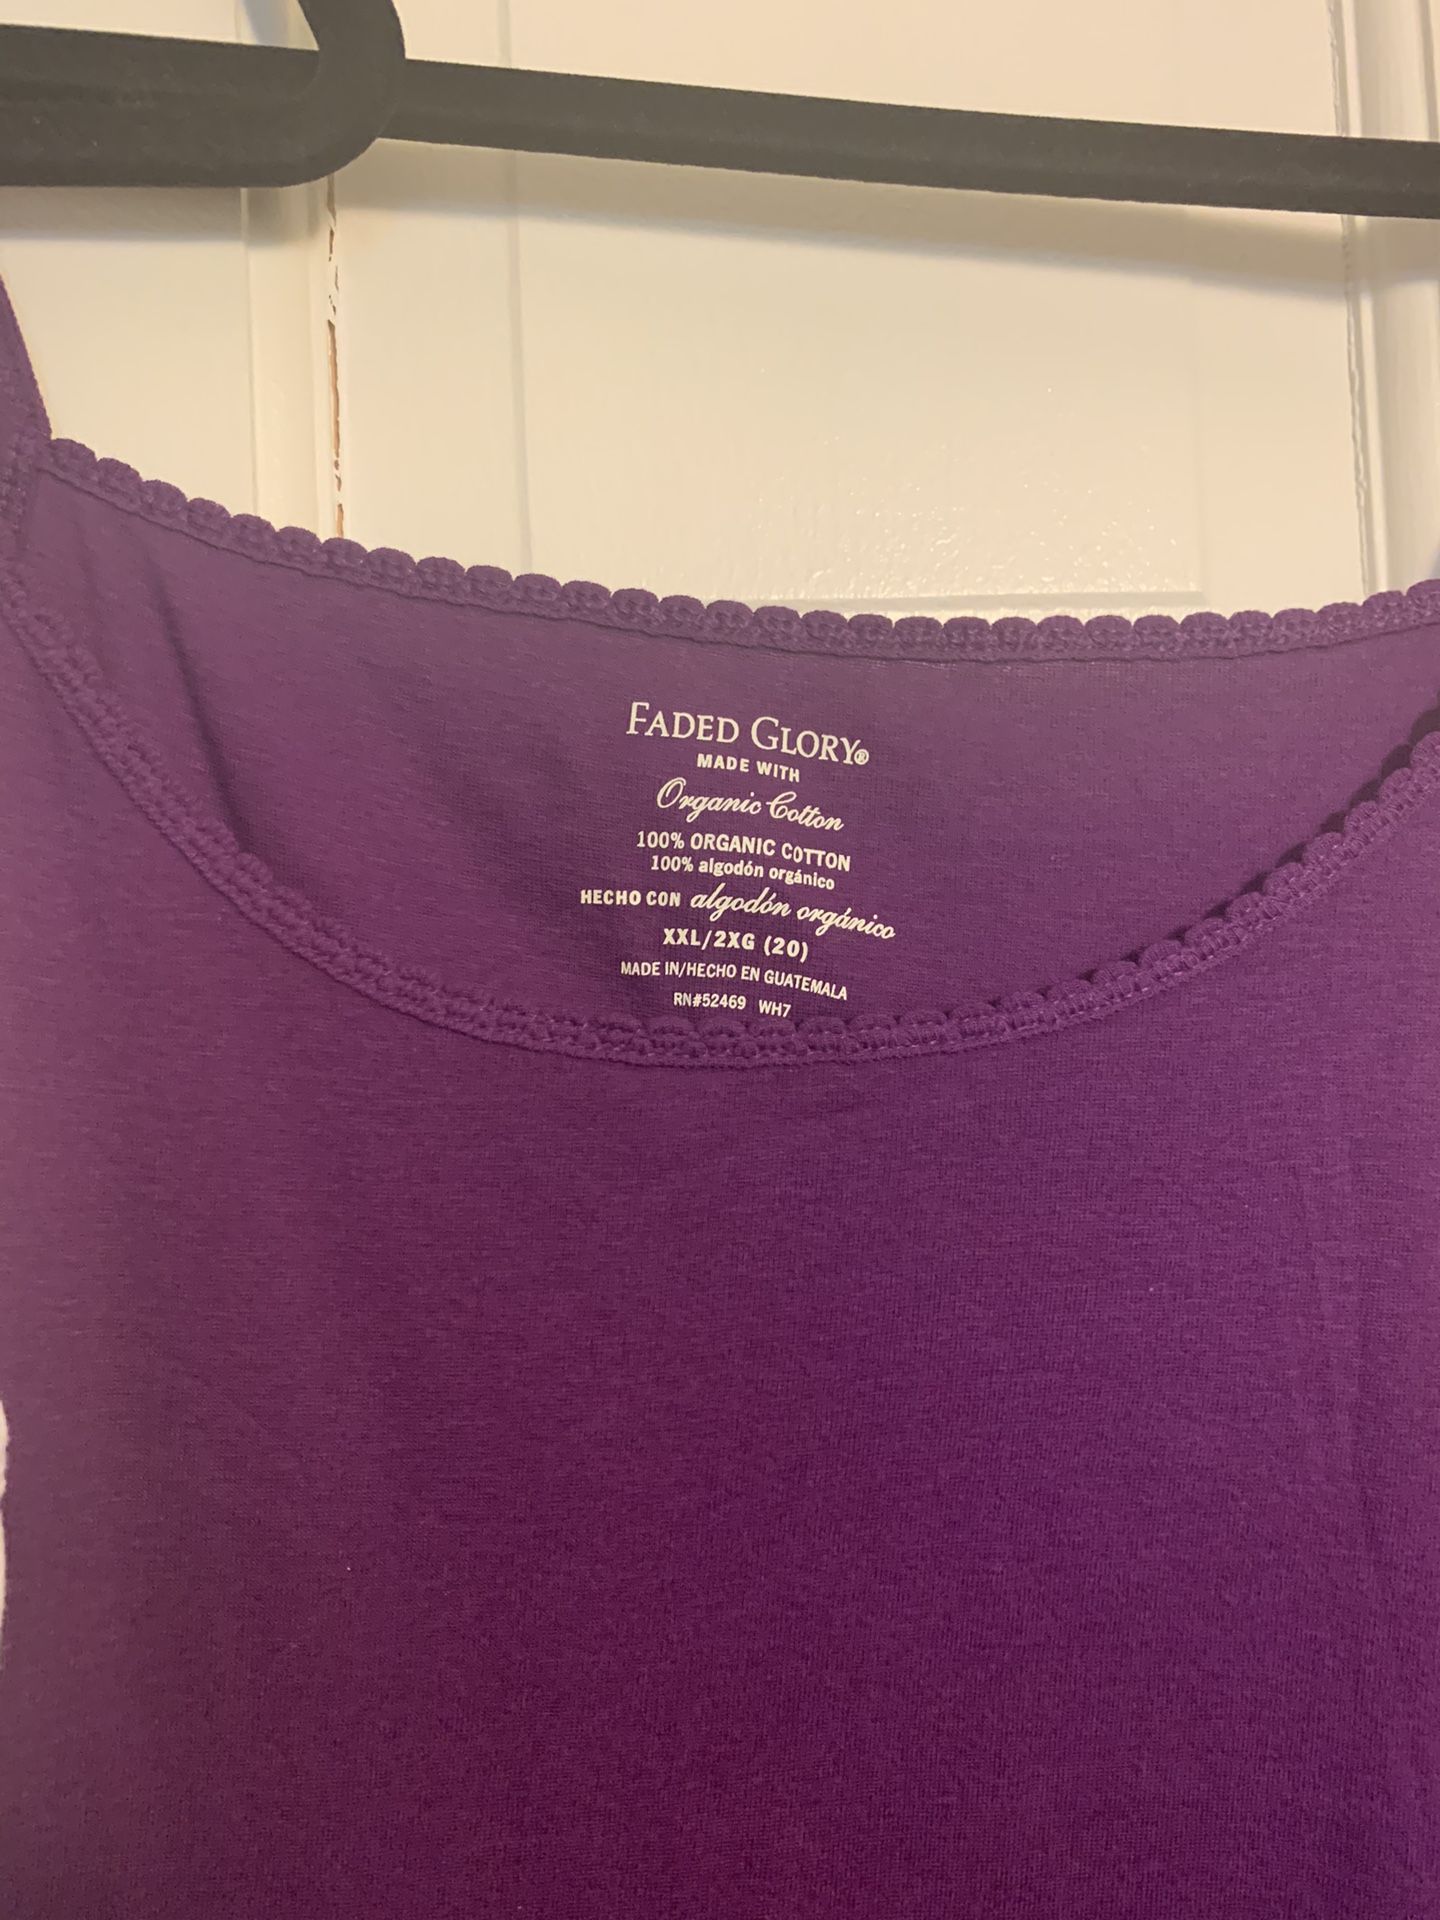 FADED GLORY®
MADE WITH
Organic Cotton
100% ORGANIC COTTON
100% algodón orgánico
HECHO CON algodón orgánico
XXL/2XG (20)
MADE IN/HECHO EN GUATEMALA
RN#52469 WH7